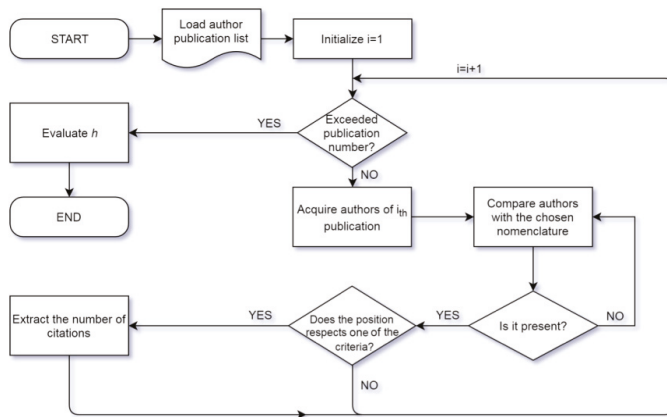 START
Load author
publication list
Initialize i=1
i=i+1
Exceeded
publication
number?
YES
Evaluate h
NO
END
Acquire authors of ith
publication
Compare authors
with the chosen
nomenclature
Is it present?
NO
YES
Does the position
respects one of the
criteria?
YES
Extract the number of
citations
NO